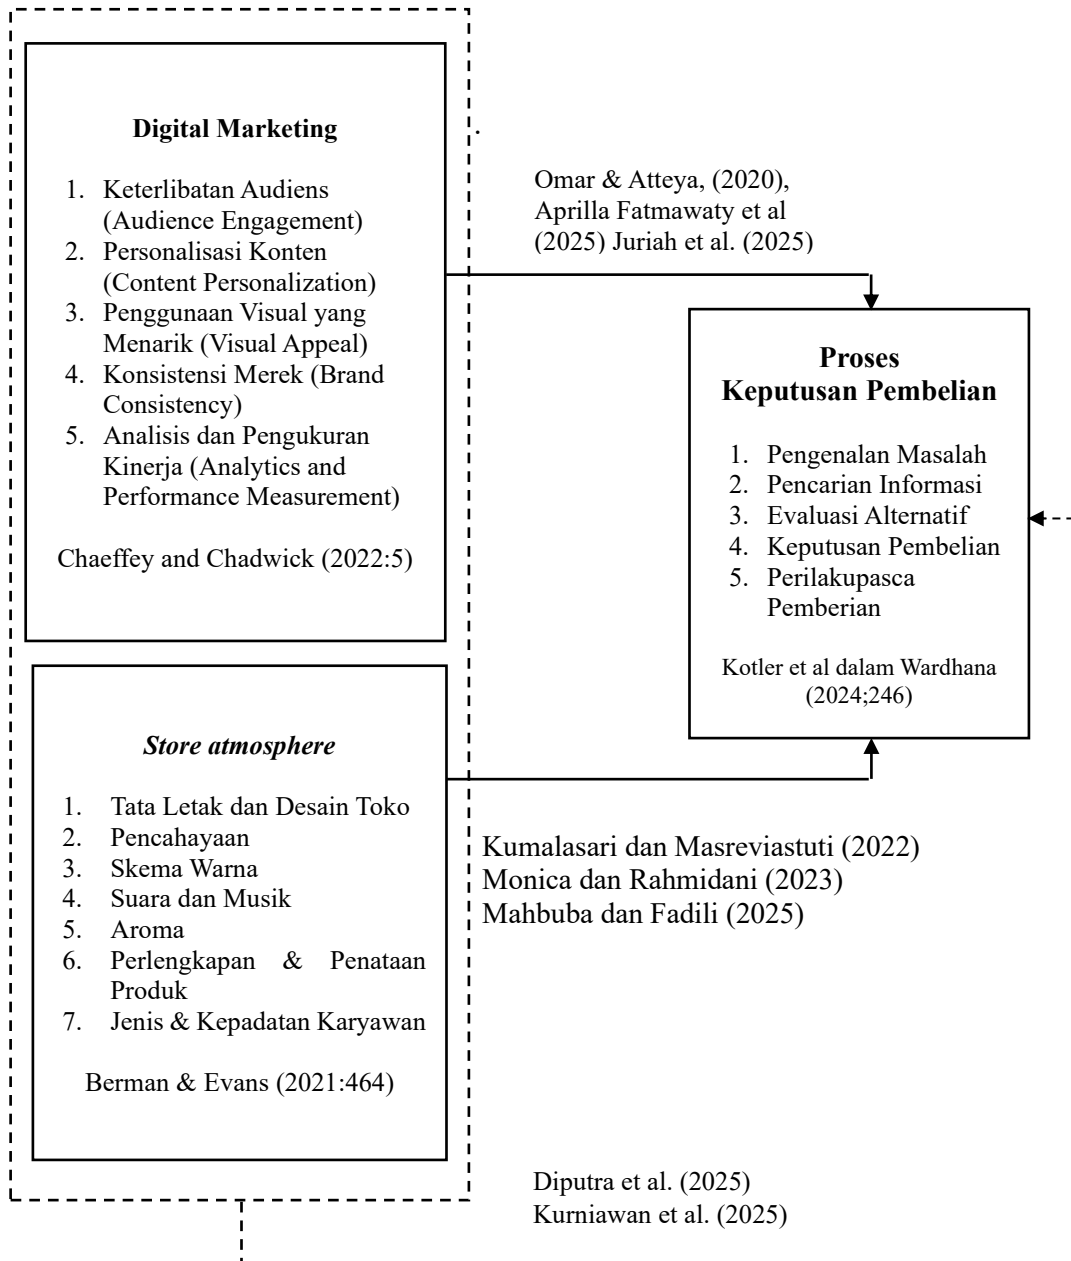 Digital Marketing
.
1. Keterlibatan Audiens
(Audience Engagement)
2. Personalisasi Konten
(Content Personalization)
3. Penggunaan Visual yang
Menarik (Visual Appeal)
4. Konsistensi Merek (Brand
Consistency)
5. Analisis dan Pengukuran
Kinerja (Analytics and
Performance Measurement)
Chaeffey and Chadwick (2022:5)
Omar & Atteya, (2020),
Aprilla Fatmawaty et al
(2025) Juriah et al. (2025)
Proses
Keputusan Pembelian
1. Pengenalan Masalah
2. Pencarian Informasi
3. Evaluasi Alternatif
4. Keputusan Pembelian
5. Perilakupasca
Pemberian
Kotler et al dalam Wardhana
(2024;246)
Store atmosphere
1. Tata Letak dan Desain Toko
2. Pencahayaan
3. Skema Warna
4. Suara dan Musik
5. Aroma
6. Perlengkapan & Penataan
Produk
7. Jenis & Kepadatan Karyawan
Berman & Evans (2021:464)
Kumalasari dan Masreviastuti (2022)
Monica dan Rahmidani (2023)
Mahbuba dan Fadili (2025)
Diputra et al. (2025)
Kurniawan et al. (2025)